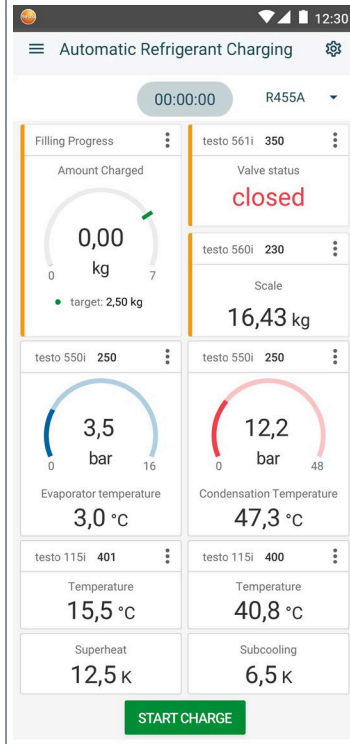 12:30
Automatic Refrigerant Charging
00:00:00
R455A
Filling Progress
Amount Charged
0,00
kg
0
7
target: 2,50 kg
testo 561i 350
Valve status
closed
testo 560i 230
Scale
16,43 kg
testo 550i 250
3,5
bar
0
16
Evaporator temperature
3,0 °C
testo 550i 250
12,2
bar
0
48
Condensation Temperature
47,3 °C
testo 115i 401
Temperature
15,5 °C
testo 115i 400
Temperature
40,8 °C
Superheat
12,5 K
Subcooling
6,5 K
START CHARGE